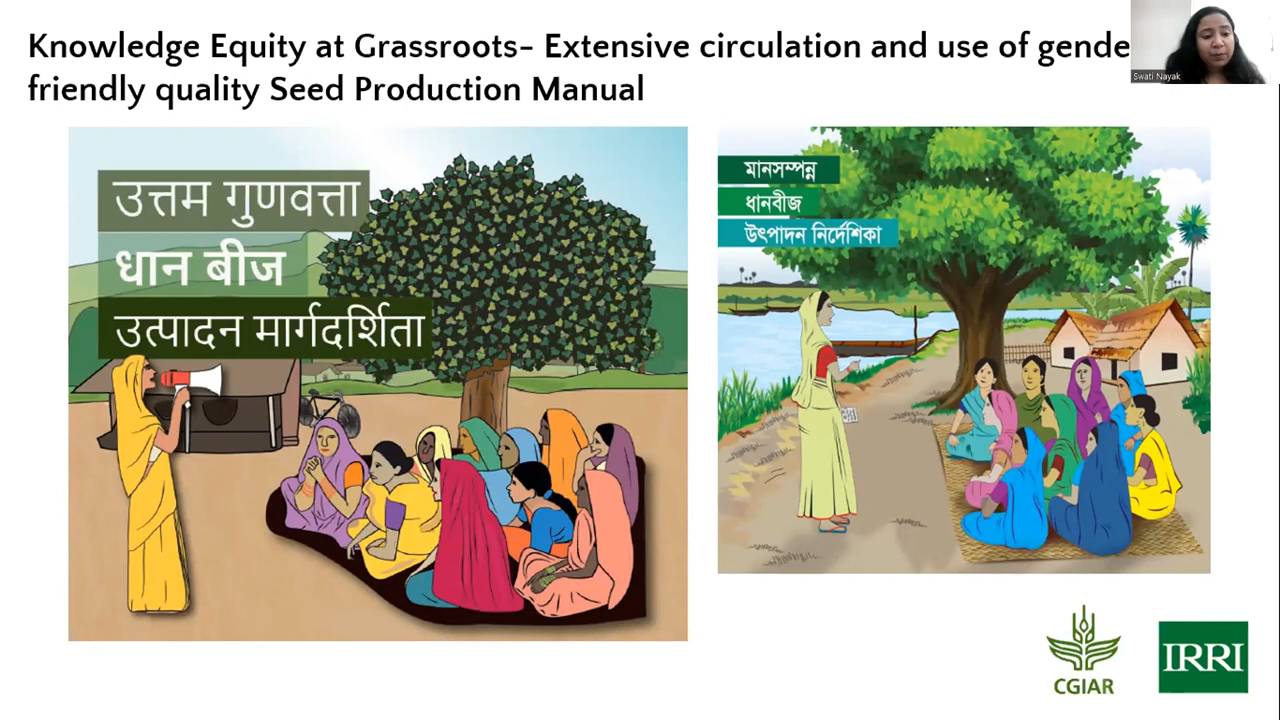 Knowledge Equity at Grassroots- Extensive circulation and use of gende
friendly quality Seed Production Manual
Swati Nayak
उत्तम गुणवत्ता
धान बीज
उत्पादन मार्गदर्शिता
মানসম্পন্ন
ধানবীজ
উৎপাদন নির্দেশিকা
CGIAR
IRRI